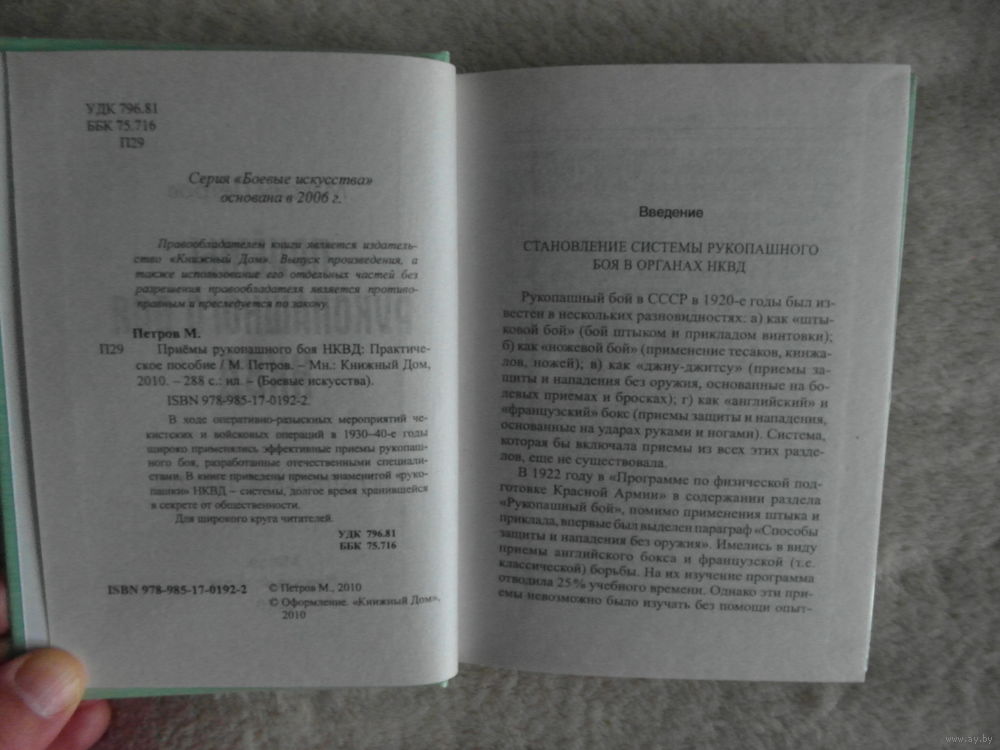 УДК 796.81
ББК 75.716
П29
Серия «Боевые искусства»
основана в 2006 г.
Правообладателем книги является издатель-
ство «Книжный Дом». Выпуск произведения, а
также использование его отдельных частей без
разрешения правообладателя является противо-
правным и преследуется по закону.
Петров М.
П29 Приёмы рукопашного боя НКВД: Практиче-
ское пособие / М. Петров. – Мн.: Книжный Дом,
2010. – 288 с.: ил. – (Боевые искусства).
ISBN 978-985-17-0192-2.
В ходе оперативно-разыскных мероприятий че-
кистских и войсковых операций в 1930–40-е годы
широко применялись эффективные приемы рукопаш-
ного боя, разработанные отечественными специали-
стами. В книге приведены приемы знаменитой «руко-
пашки» НКВД – системы, долгое время хранившейся
в секрете от общественности.
Для широкого круга читателей.
УДК 796.81
ББК 75.716
ISBN 978-985-17-0192-2
© Петров М., 2010
© Оформление. «Книжный Дом»,
2010
Введение
СТАНОВЛЕНИЕ СИСТЕМЫ РУКОПАШНОГО
БОЯ В ОРГАНАХ НКВД
Рукопашный бой в СССР в 1920-е годы был из-
вестен в нескольких разновидностях: а) как «шты-
ковой бой» (бой штыком и прикладом винтовки);
б) как «ножевой бой» (применение тесаков, кинжа-
лов, ножей); в) как «джиу-джитсу» (приемы за-
щиты и нападения без оружия, основанные на бо-
левых приемах и бросках); г) как «английский» и
«французский» бокс (приемы защиты и нападения,
основанные на ударах руками и ногами). Система,
которая бы включала приемы из всех этих разде-
лов, еще не существовала.
В 1922 году в «Программе по физической под-
готовке Красной Армии» в содержании раздела
«Рукопашный бой», помимо применения штыка и
приклада, впервые был выделен параграф «Способы
защиты и нападения без оружия». Имелись в виду
приемы английского бокса и французской (т.е.
классической) борьбы. На их изучение программа
отводила 25% учебного времени. Однако эти при-
емы невозможно было изучать без помощи опыт-
www.ay.by